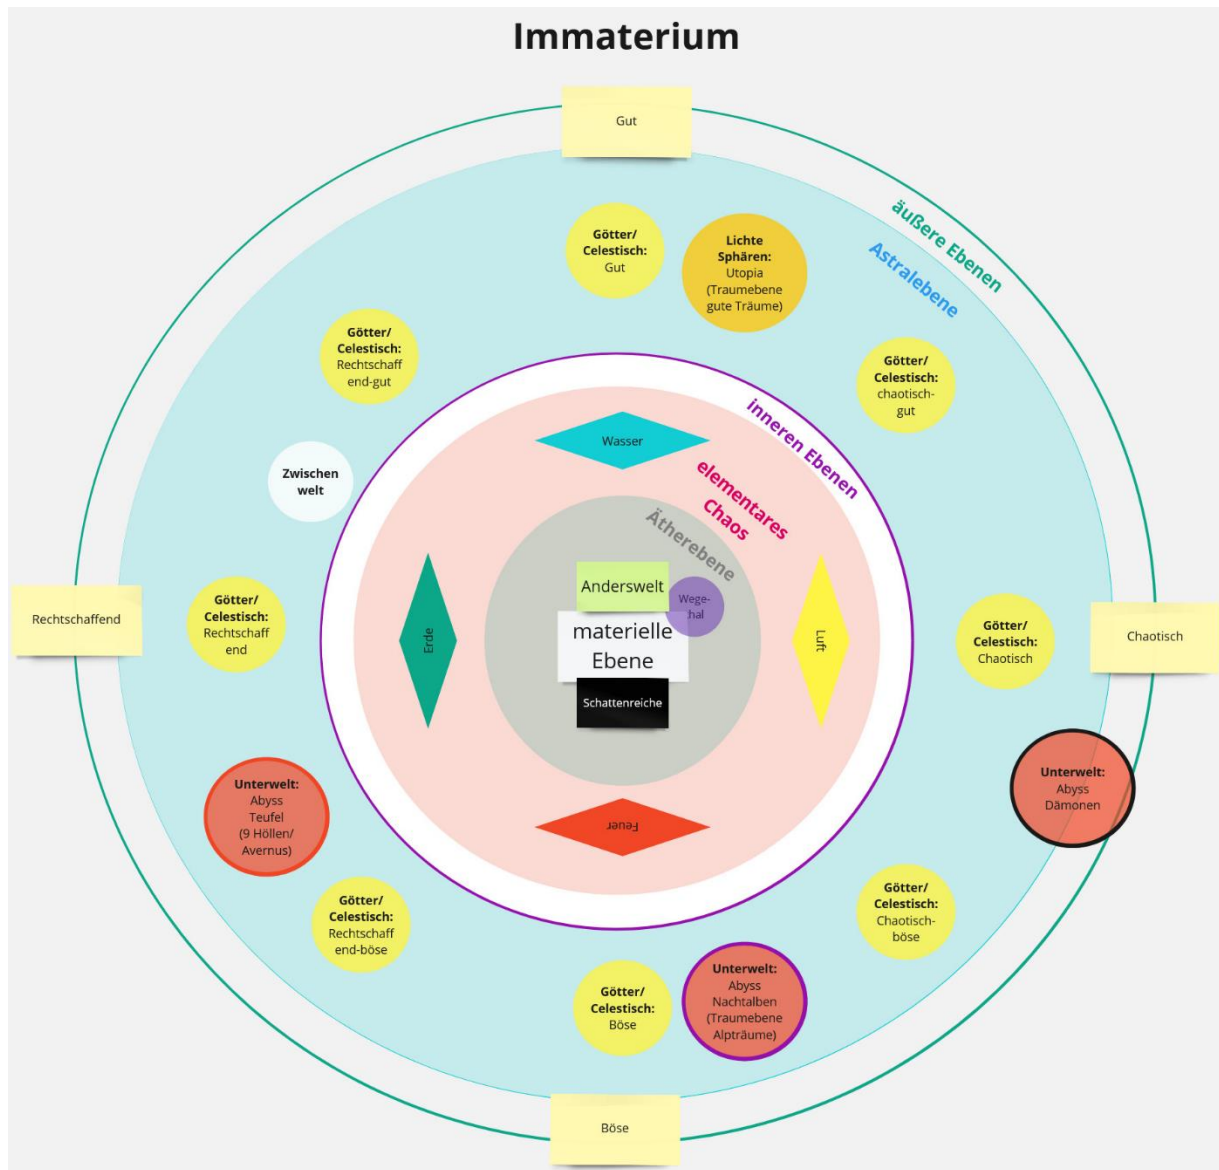 Immaterium
Gut
äußere Ebenen
Astralebene
Götter/
Celestisch:
Gut
Lichte
Sphären:
Utopia
(Traumebene
gute Träume)
Götter/
Celestisch:
Rechtschaff
end-gut
Götter/
Celestisch:
chaotisch-
gut
inneren Ebenen
Wasser
elementares
Chaos
Zwischen
welt
Ätherebene
Anderswelt
Wege-
materielle
Ebene
Schattenreiche
Erde
Luft
Feuer
Rechtschaffend
Götter/
Celestisch:
Rechtschaff
end
Götter/
Celestisch:
Chaotisch
Chaotisch
Unterwelt:
Abyss
Teufel
(9 Höllen/
Avernus)
Unterwelt:
Abyss
Dämonen
Götter/
Celestisch:
Rechtschaff
end-böse
Götter/
Celestisch:
Chaotisch-
böse
Götter/
Celestisch:
Böse
Unterwelt:
Abyss
Nachtalben
(Traumebene
Alpträume)
Böse